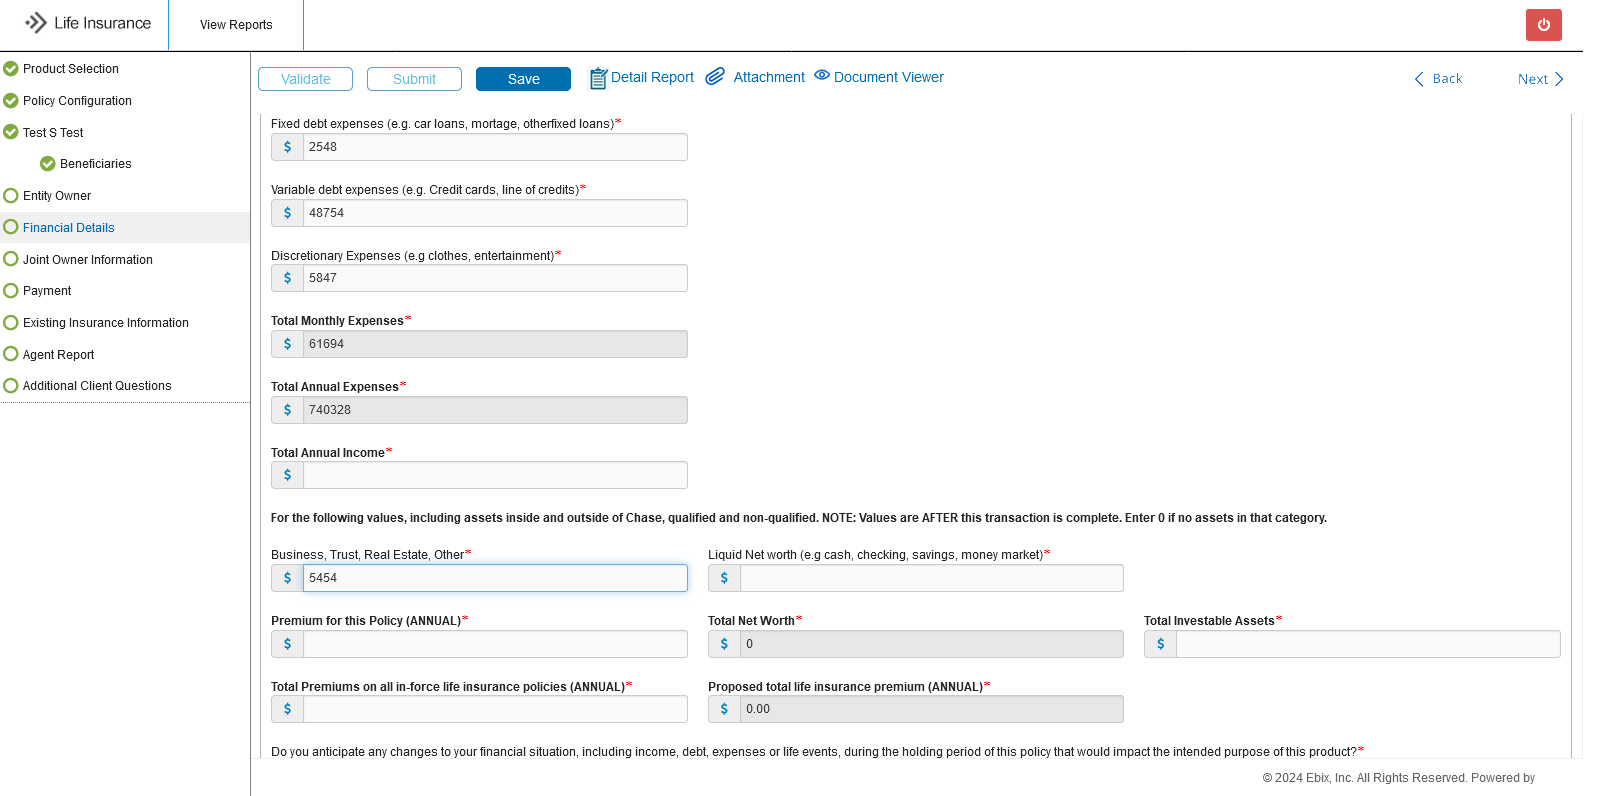 Life Insurance
View Reports
Product Selection
Policy Configuration
Test S Test
Beneficiaries
Entity Owner
Financial Details
Joint Owner Information
Payment
Existing Insurance Information
Agent Report
Additional Client Questions
Validate
Submit
Save
Detail Report
Attachment
Document Viewer
Back
Next
Fixed debt expenses (e.g. car loans, mortage, otherfixed loans)*
$ 2548
Variable debt expenses (e.g. Credit cards, line of credits)*
$ 48754
Discretionary Expenses (e.g clothes, entertainment)*
$ 5847
Total Monthly Expenses*
$ 61694
Total Annual Expenses*
$ 740328
Total Annual Income*
$
For the following values, including assets inside and outside of Chase, qualified and non-qualified. NOTE: Values are AFTER this transaction is complete. Enter 0 if no assets in that category.
Business, Trust, Real Estate, Other*
$ 5454
Liquid Net worth (e.g cash, checking, savings, money market)*
$
Premium for this Policy (ANNUAL)*
$
Total Net Worth*
$ 0
Total Investable Assets*
$
Total Premiums on all in-force life insurance policies (ANNUAL)*
$
Proposed total life insurance premium (ANNUAL)*
$ 0.00
Do you anticipate any changes to your financial situation, including income, debt, expenses or life events, during the holding period of this policy that would impact the intended purpose of this product?*
© 2024 Ebix, Inc. All Rights Reserved. Powered by